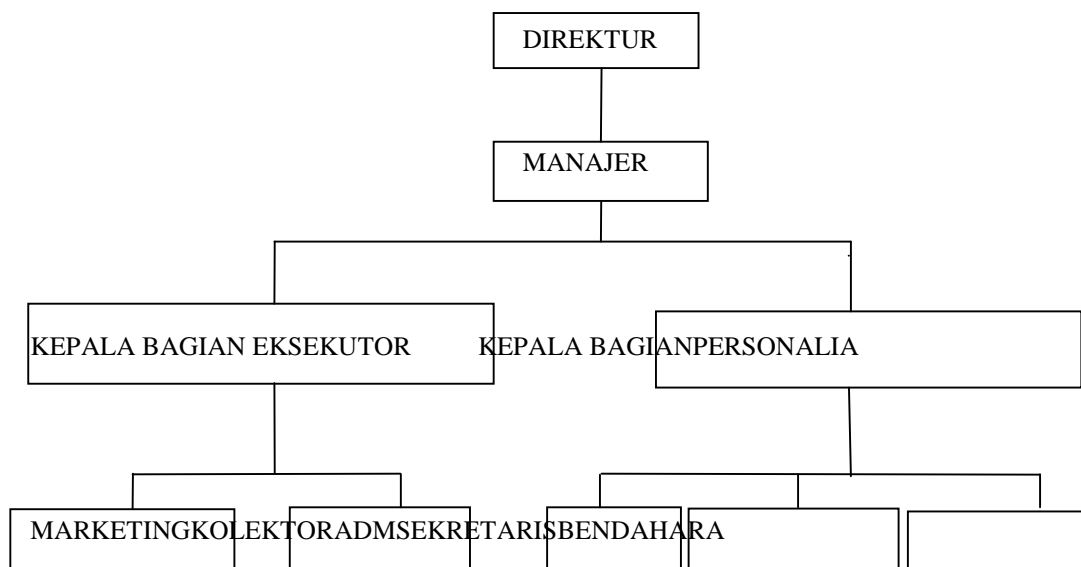 DIREKTUR
MANAJER
KEPALA BAGIAN EKSEKUTOR KEPALA BAGIANPERSONALIA
MARKETINGKOLEKTORADMSEKRETARISBENDAHARA